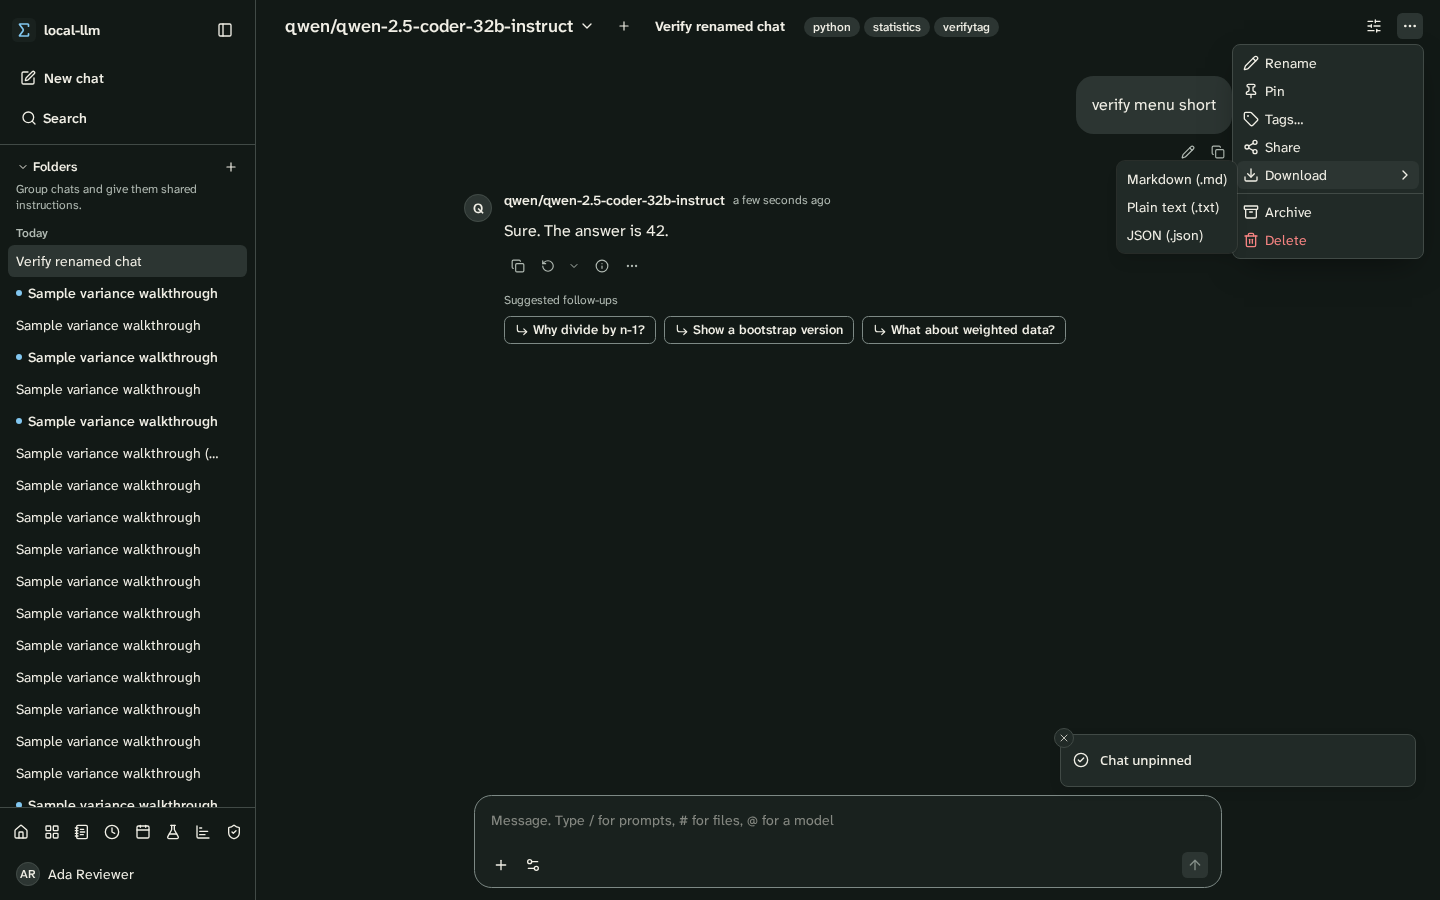 local-llm
New chat
Search
Folders
Group chats and give them shared
instructions.
Today
Verify renamed chat
Sample variance walkthrough
Sample variance walkthrough
Sample variance walkthrough
Sample variance walkthrough
Sample variance walkthrough
Sample variance walkthrough (...
Sample variance walkthrough
Sample variance walkthrough
Sample variance walkthrough
Sample variance walkthrough
Sample variance walkthrough
Sample variance walkthrough
Sample variance walkthrough
Sample variance walkthrough
Sample variance walkthrough
Sample variance walkthrough
Sample variance walkthrough
AR Ada Reviewer
qwen/qwen-2.5-coder-32b-instruct
Verify renamed chat
python statistics verifytag
verify menu short
Q qwen/qwen-2.5-coder-32b-instruct a few seconds ago
Sure. The answer is 42.
Suggested follow-ups
Why divide by n-1? Show a bootstrap version What about weighted data?
Rename
Pin
Tags...
Share
Download
Archive
Delete
Markdown (.md)
Plain text (.txt)
JSON (.json)
Chat unpinned
Message. Type / for prompts, # for files, @ for a model